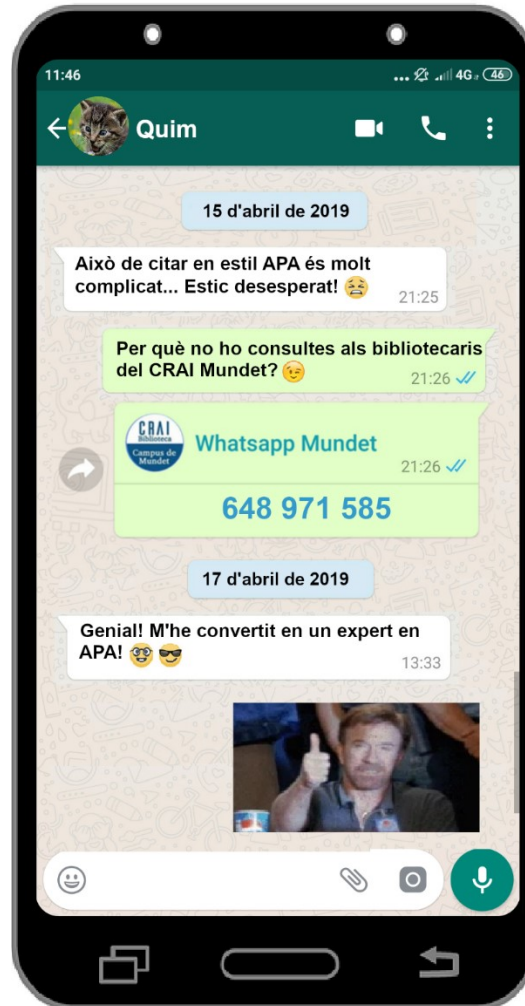 11:46
... 4G 46
Quim
15 d'abril de 2019
Això de citar en estil APA és molt
complicat... Estic desesperat! 😫
21:25
Per què no ho consultes als bibliotecaris
del CRAI Mundet? 😉
21:26
CRAI
Biblioteca
Campus de
Mundet
Whatsapp Mundet
21:26
648 971 585
17 d'abril de 2019
Genial! M'he convertit en un expert en
APA! 🤓 😎
13:33